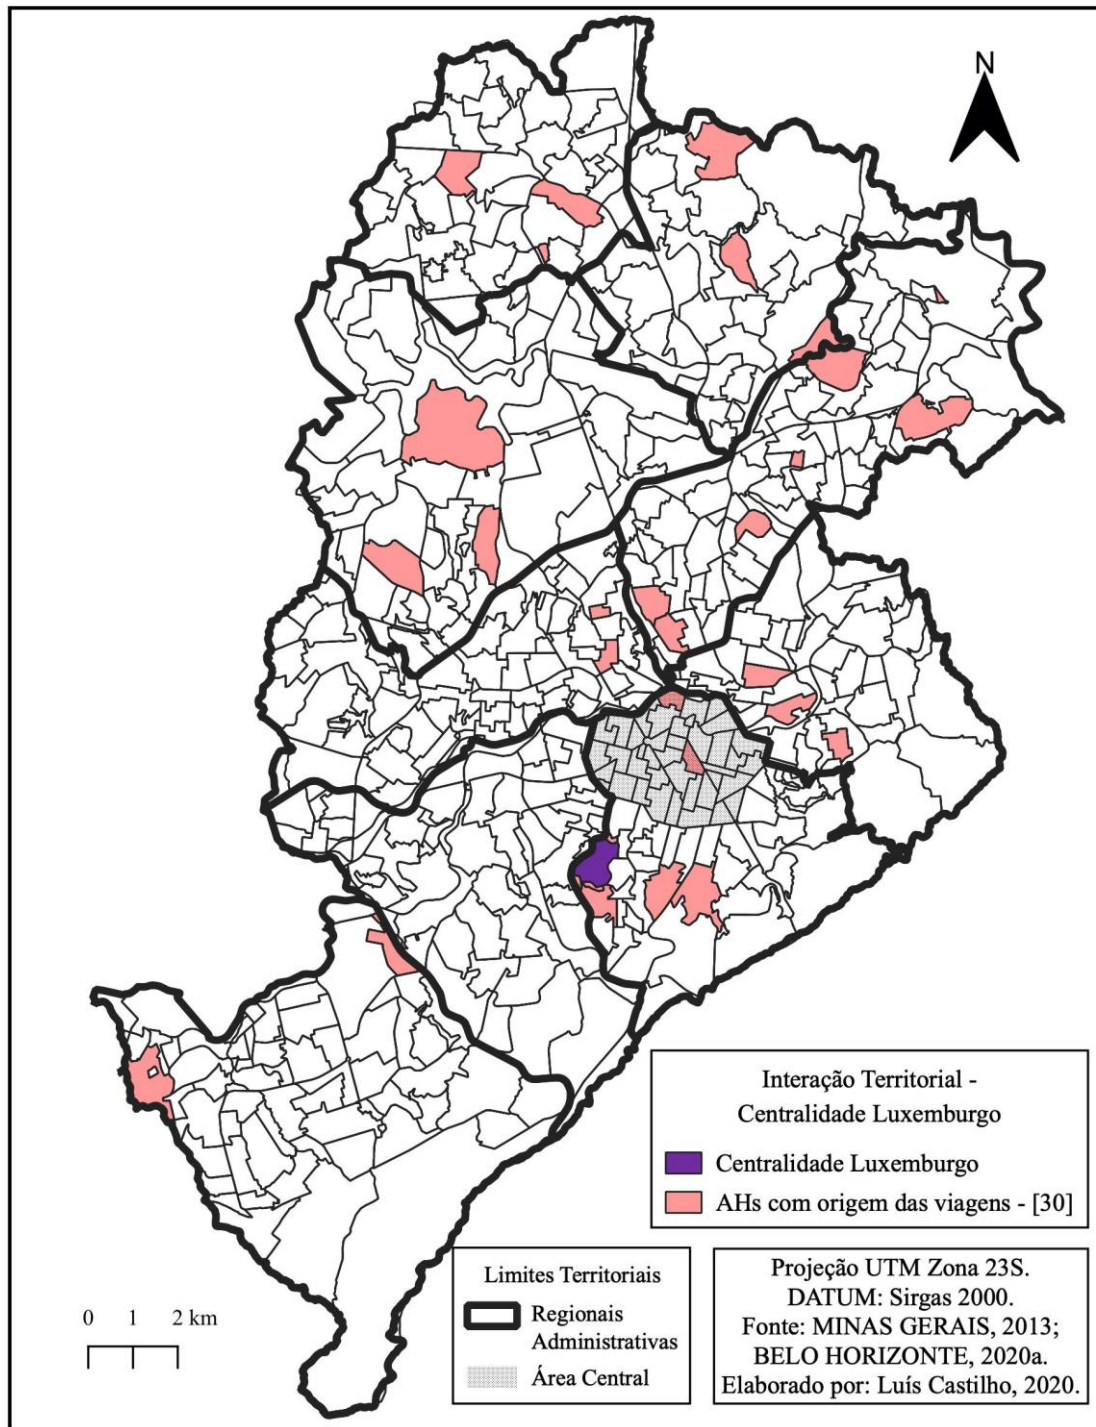 N
Interação Territorial -
Centralidade Luxemburgo
Centralidade Luxemburgo
AHs com origem das viagens - [30]
Limites Territoriais
Regionais
Administrativas
Área Central
Projeção UTM Zona 23S.
DATUM: Sirgas 2000.
Fonte: MINAS GERAIS, 2013;
BELO HORIZONTE, 2020a.
Elaborado por: Luís Castilho, 2020.
0 1 2 km